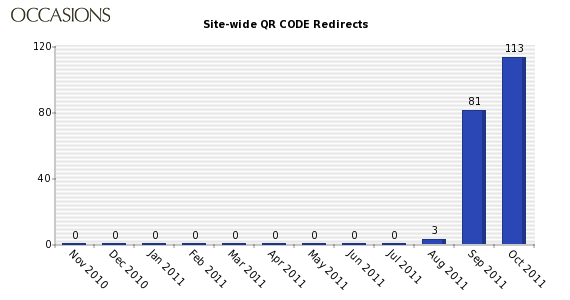 OCCASIONS
Site-wide QR CODE Redirects
120
80
40
0
0
0
0
0
0
0
0
0
0
3
81
113
Nov 2010
Dec 2010
Jan 2011
Feb 2011
Mar 2011
Apr 2011
May 2011
Jun 2011
Jul 2011
Aug 2011
Sep 2011
Oct 2011